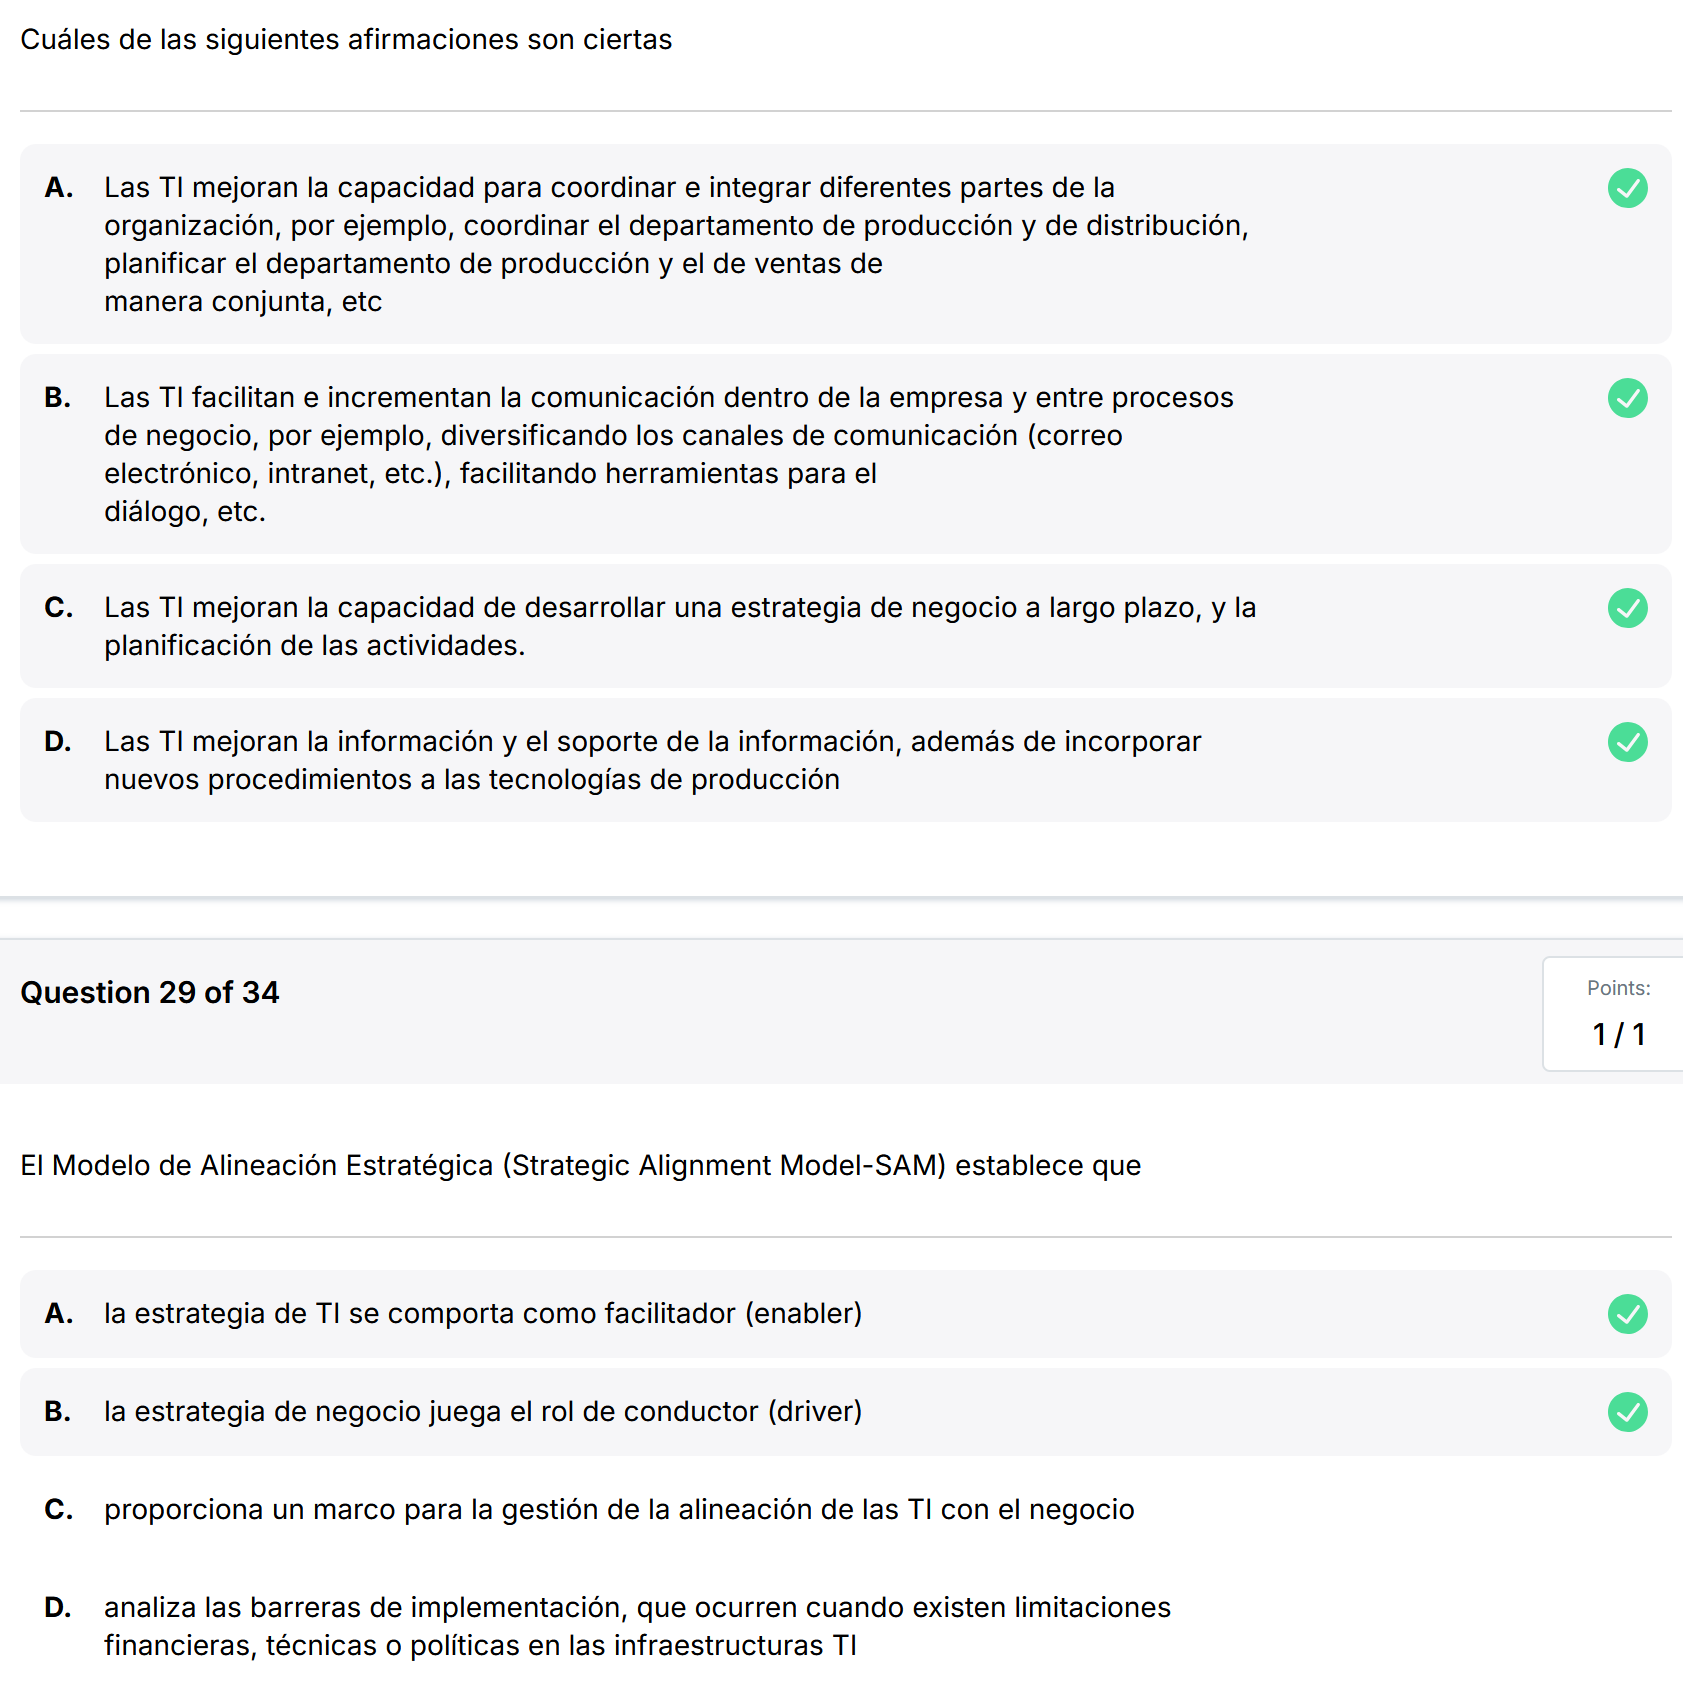 Cuáles de las siguientes afirmaciones son ciertas
A. Las TI mejoran la capacidad para coordinar e integrar diferentes partes de la
organización, por ejemplo, coordinar el departamento de producción y de distribución,
planificar el departamento de producción y el de ventas de
manera conjunta, etc
B. Las TI facilitan e incrementan la comunicación dentro de la empresa y entre procesos
de negocio, por ejemplo, diversificando los canales de comunicación (correo
electrónico, intranet, etc.), facilitando herramientas para el
diálogo, etc.
C. Las TI mejoran la capacidad de desarrollar una estrategia de negocio a largo plazo, y la
planificación de las actividades.
D. Las TI mejoran la información y el soporte de la información, además de incorporar
nuevos procedimientos a las tecnologías de producción
Question 29 of 34
Points:
1 / 1
El Modelo de Alineación Estratégica (Strategic Alignment Model-SAM) establece que
A. la estrategia de TI se comporta como facilitador (enabler)
B. la estrategia de negocio juega el rol de conductor (driver)
C. proporciona un marco para la gestión de la alineación de las TI con el negocio
D. analiza las barreras de implementación, que ocurren cuando existen limitaciones
financieras, técnicas o políticas en las infraestructuras TI